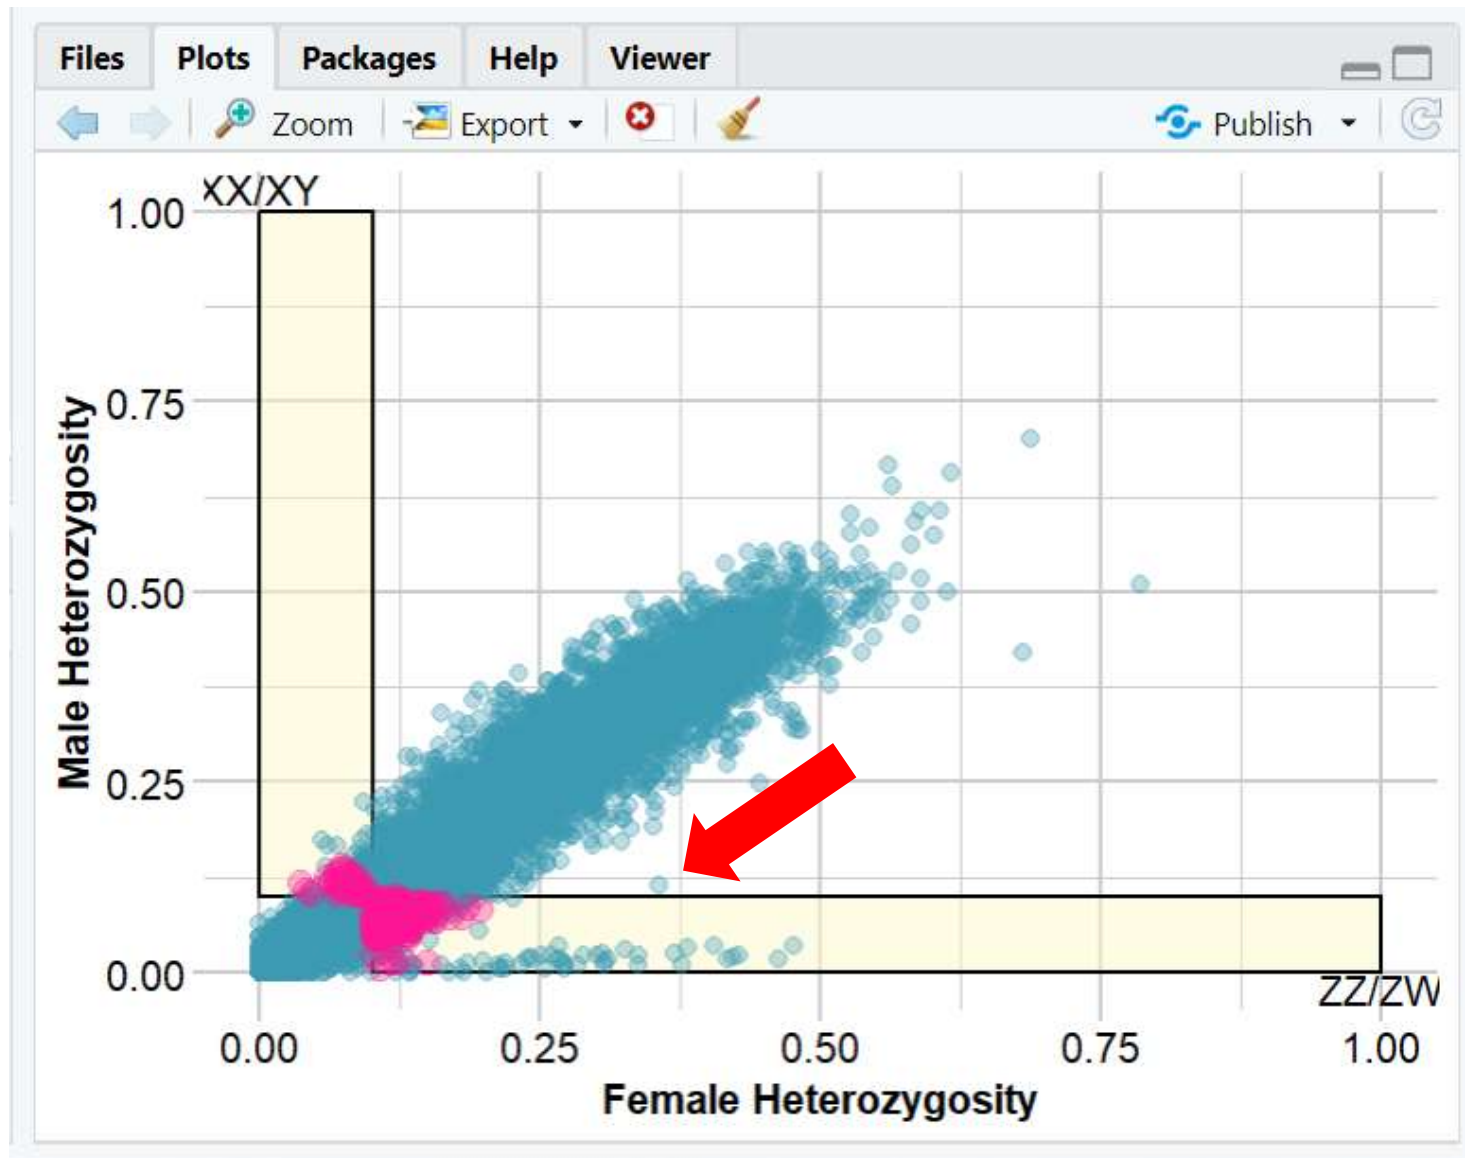 Files Plots Packages Help Viewer
Zoom Export Publish
XX/XY
1.00
0.75
0.50
0.25
0.00
Male Heterozygosity
ZZ/ZW
0.00 0.25 0.50 0.75 1.00
Female Heterozygosity